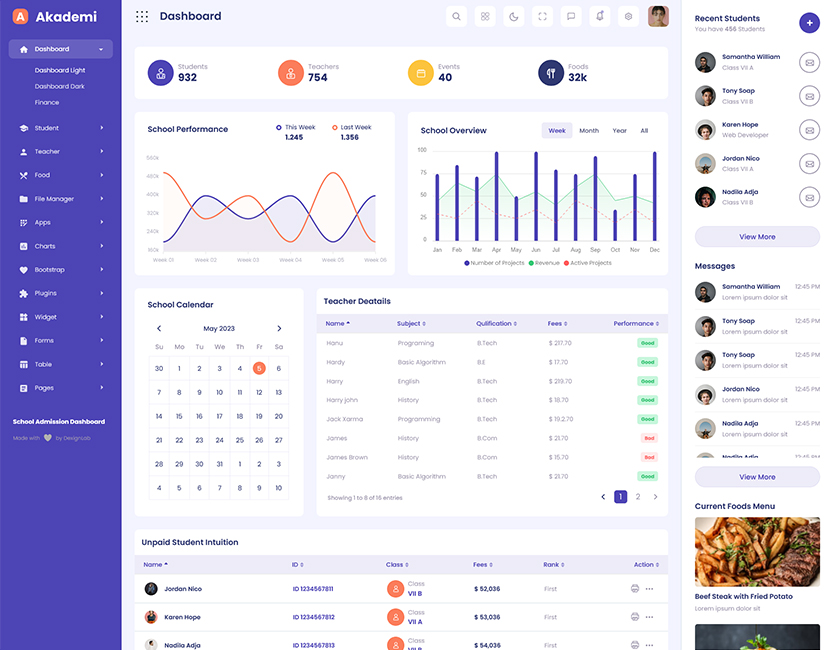 Akademi
Dashboard
Dashboard Light
Dashboard Dark
Finance
Student
Teacher
Food
File Manager
Apps
Charts
Bootstrap
Plugins
Widget
Forms
Table
Pages
School Admission Dashboard
Made with by Dexignlab
Dashboard
Students
932
Teachers
754
Events
40
Foods
32k
School Performance
This Week
1.245
Last Week
1.356
560k
480k
400k
320k
240k
160k
Week 01 Week 02 Week 03 Week 04 Week 05 Week 06
School Overview
Week Month Year All
100
75
50
25
0
Jan Feb Mar Apr May Jun Jul Aug Sep Oct Nov Dec
Number of Projects Revenue Active Projects
School Calendar
May 2023
Su Mo Tu We Th Fr Sa
30 1 2 3 4 5 6
7 8 9 10 11 12 13
14 15 16 17 18 19 20
21 22 23 24 25 26 27
28 29 30 31 1 2 3
4 5 6 7 8 9 10
Teacher Deatails
Name Subject Qulification Fees Performance
Hanu Programing B.Tech $ 217.70 Good
Hardy Basic Algorithm B.E $ 17.70 Good
Harry English B.Tech $ 219.70 Good
Harry john History B.Tech $ 18.70 Good
Jack Xarma Programming B.Tech $ 19.2.70 Good
James History B.Com $ 21.70 Bad
James Brown History B.Com $ 15.70 Bad
Janny Basic Algorithm B.Tech $ 21.70 Good
Showing 1 to 8 of 16 entries
1 2
Unpaid Student Intuition
Name ID Class Fees Rank Action
Jordan Nico ID 1234567811 Class VII B $ 52,036 First
Karen Hope ID 1234567812 Class VII A $ 53,036 First
Nadila Adja ID 1234567813 Class VII B $ 54,036 First
Recent Students
You have 456 Students
Samantha William
Class VII A
Tony Soap
Class VII B
Karen Hope
Web Developer
Jordan Nico
Class VII A
Nadila Adja
Class VII B
View More
Messages
Samantha William 12:45 PM
Lorem ipsum dolor sit
Tony Soap 12:45 PM
Lorem ipsum dolor sit
Tony Soap 12:45 PM
Lorem ipsum dolor sit
Jordan Nico 12:45 PM
Lorem ipsum dolor sit
Nadila Adja 12:45 PM
Lorem ipsum dolor sit
Nadila Adja 12:45 PM
View More
Current Foods Menu
Beef Steak with Fried Potato
Lorem ipsum dolor sit